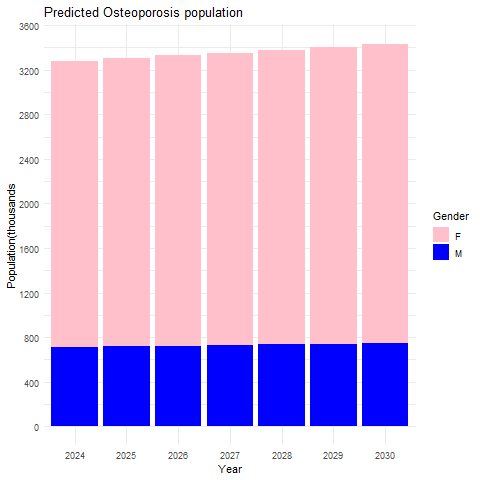 Predicted Osteoporosis population
3600
3200
2800
2400
2000
1600
1200
800
400
0
Population(thousands
2024 2025 2026 2027 2028 2029 2030
Year
Gender
F
M